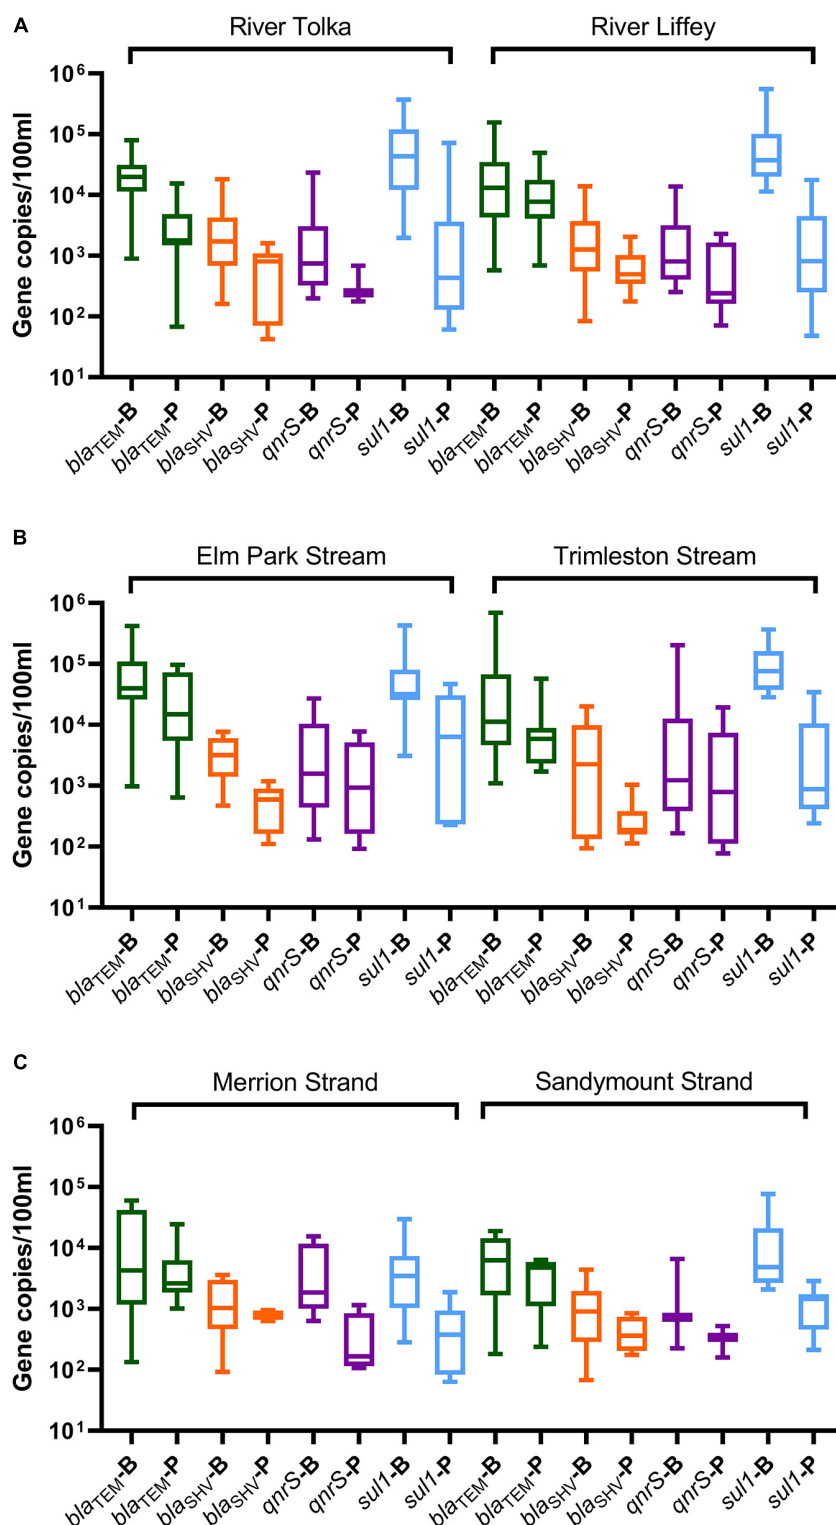 A
River Tolka River Liffey
Gene copies/100ml
10⁶
10⁵
10⁴
10³
10²
10¹
blaTEM-B blaTEM-P blaSHV-B blaSHV-P qnrS-B qnrS-P sul1-B sul1-P blaTEM-B blaTEM-P blaSHV-B blaSHV-P qnrS-B qnrS-P sul1-B sul1-P
B
Elm Park Stream Trimleston Stream
Gene copies/100ml
10⁶
10⁵
10⁴
10³
10²
10¹
blaTEM-B blaTEM-P blaSHV-B blaSHV-P qnrS-B qnrS-P sul1-B sul1-P blaTEM-B blaTEM-P blaSHV-B blaSHV-P qnrS-B qnrS-P sul1-B sul1-P
C
Merrion Strand Sandymount Strand
Gene copies/100ml
10⁶
10⁵
10⁴
10³
10²
10¹
blaTEM-B blaTEM-P blaSHV-B blaSHV-P qnrS-B qnrS-P sul1-B sul1-P blaTEM-B blaTEM-P blaSHV-B blaSHV-P qnrS-B qnrS-P sul1-B sul1-P